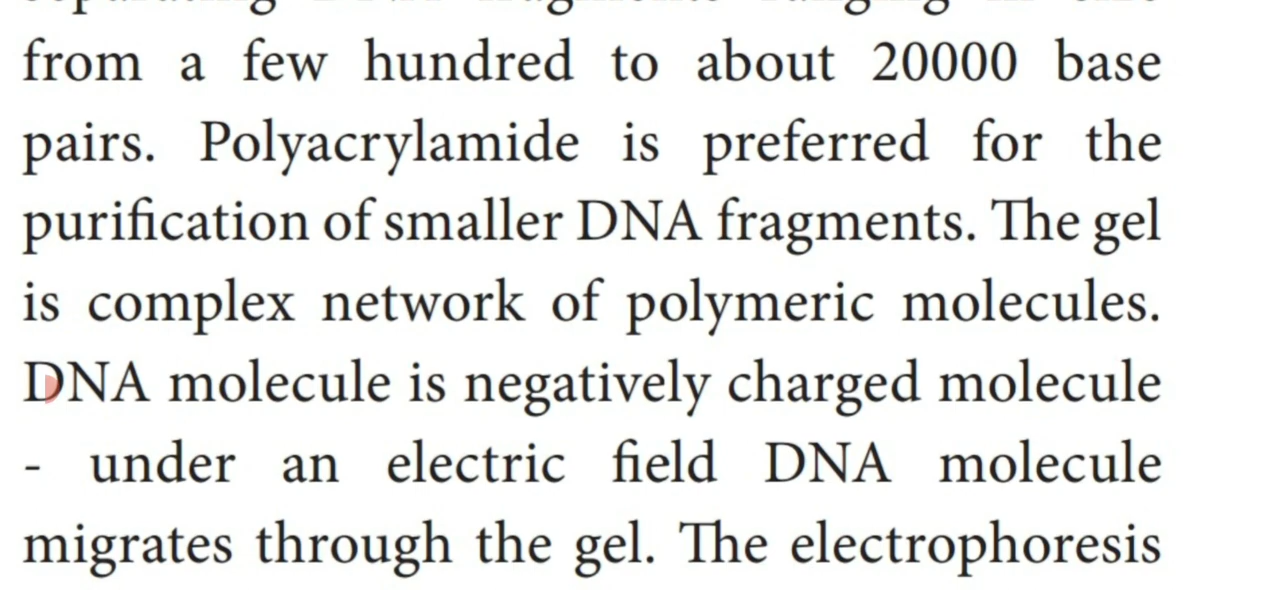 from a few hundred to about 20000 base
pairs. Polyacrylamide is preferred for the
purification of smaller DNA fragments. The gel
is complex network of polymeric molecules.
DNA molecule is negatively charged molecule
- under an electric field DNA molecule
migrates through the gel. The electrophoresis